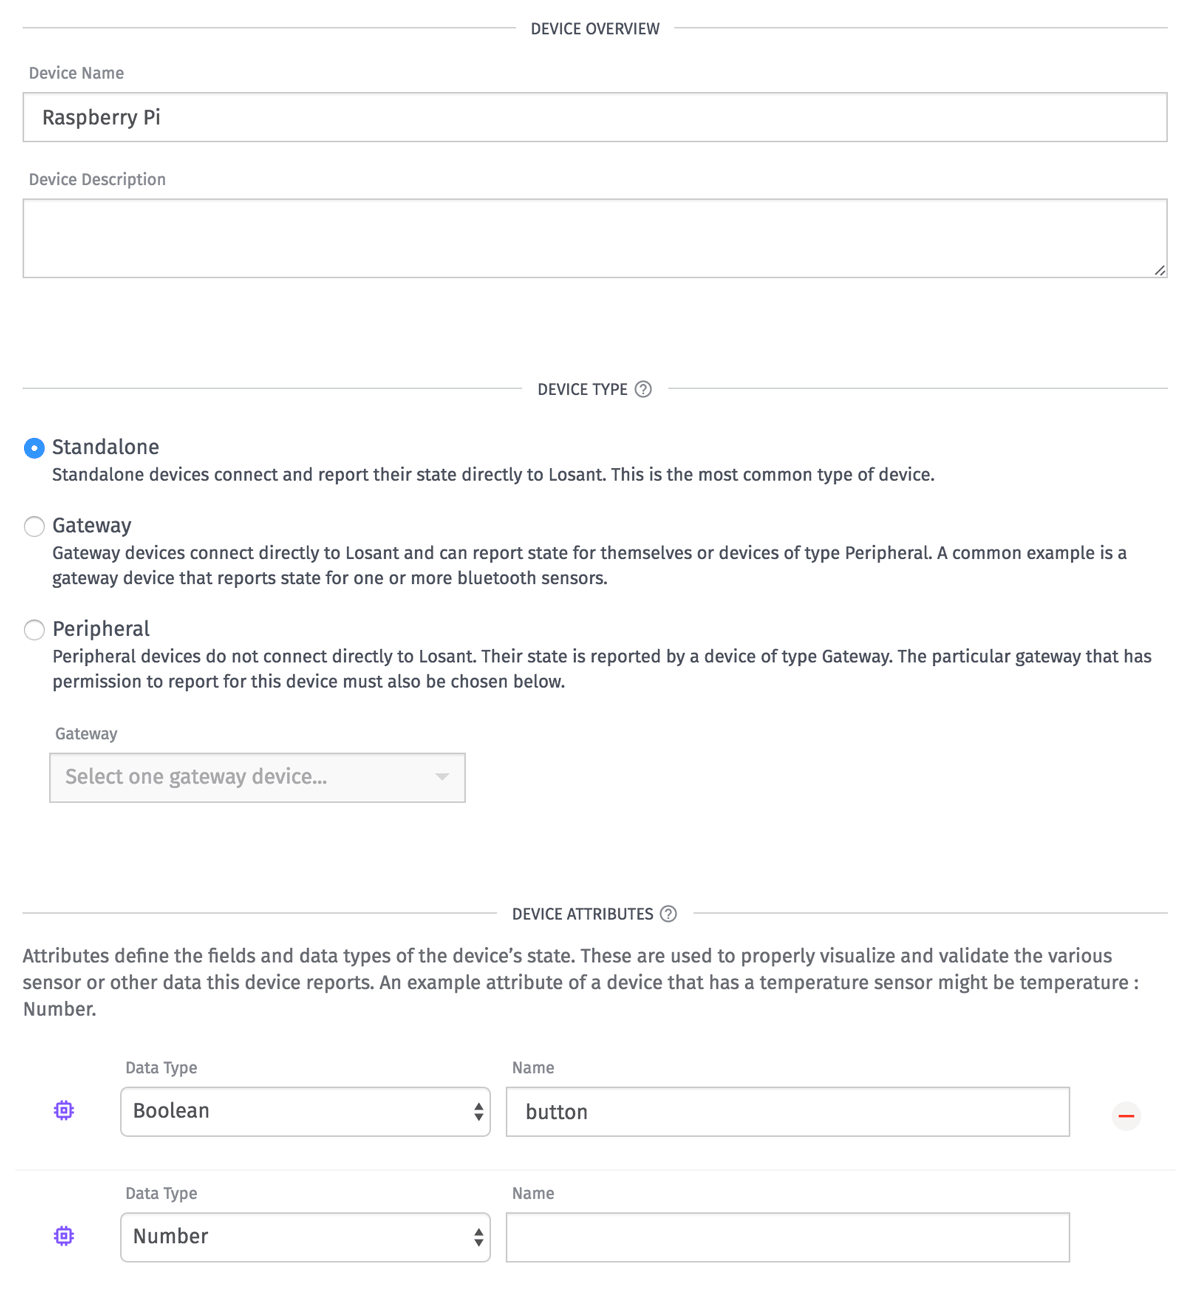 DEVICE OVERVIEW
Device Name
Raspberry Pi
Device Description
DEVICE TYPE ?
Standalone
Standalone devices connect and report their state directly to Losant. This is the most common type of device.
Gateway
Gateway devices connect directly to Losant and can report state for themselves or devices of type Peripheral. A common example is a
gateway device that reports state for one or more bluetooth sensors.
Peripheral
Peripheral devices do not connect directly to Losant. Their state is reported by a device of type Gateway. The particular gateway that has
permission to report for this device must also be chosen below.
Gateway
Select one gateway device...
DEVICE ATTRIBUTES ?
Attributes define the fields and data types of the device’s state. These are used to properly visualize and validate the various
sensor or other data this device reports. An example attribute of a device that has a temperature sensor might be temperature :
Number.
Data Type Name
Boolean button
Data Type Name
Number